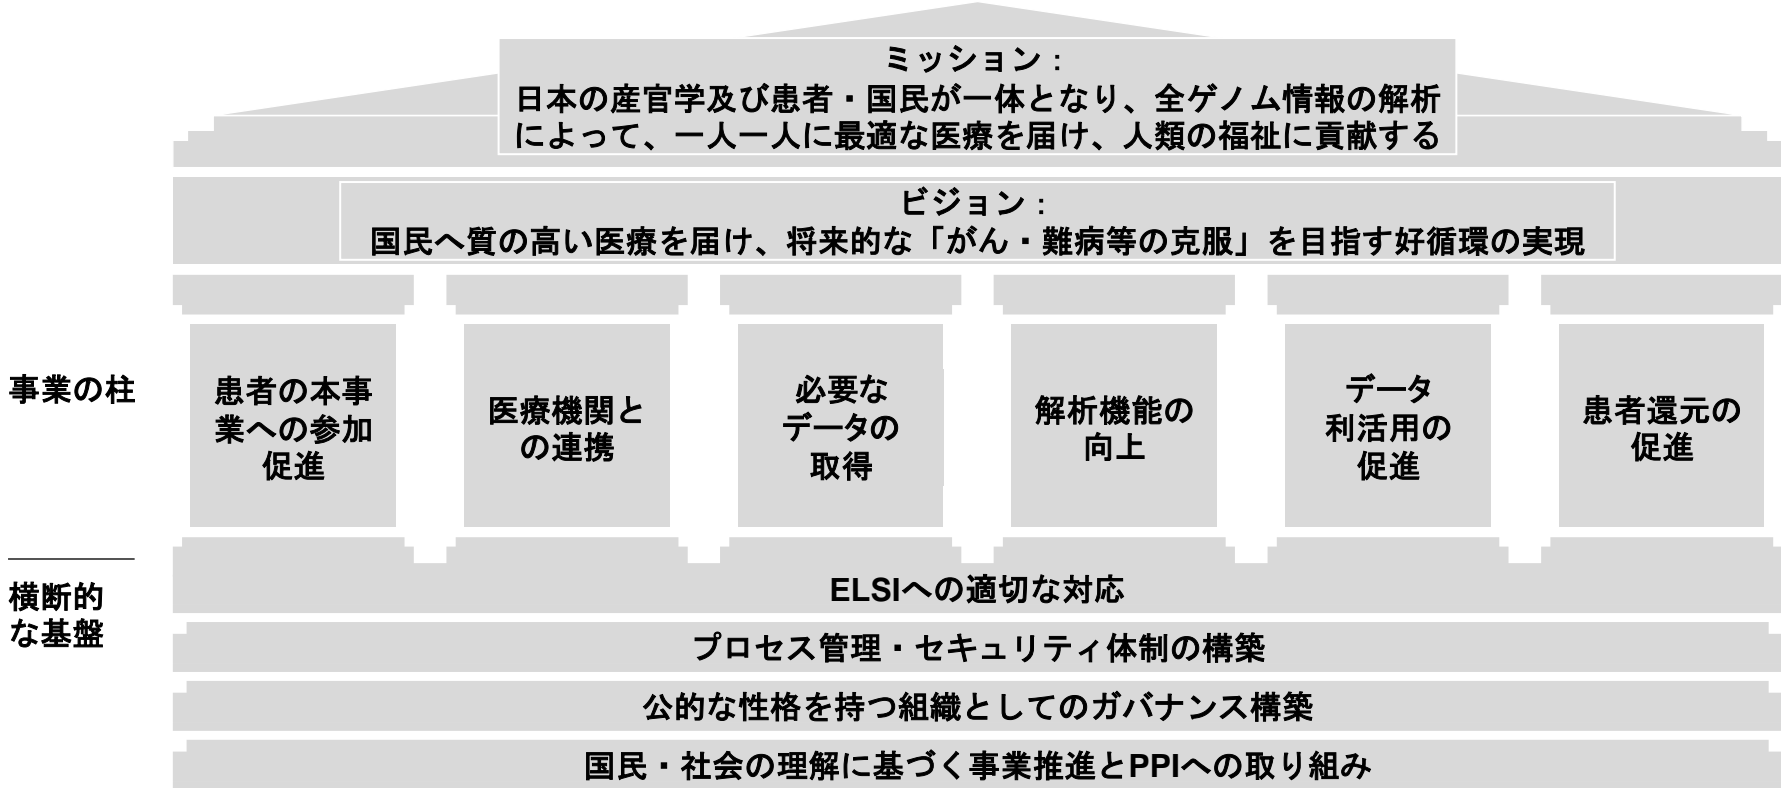 ミッション：
日本の産官学及び患者・国民が一体となり、全ゲノム情報の解析
によって、一人一人に最適な医療を届け、人類の福祉に貢献する
ビジョン：
国民へ質の高い医療を届け、将来的な「がん・難病等の克服」を目指す好循環の実現
事業の柱
患者の本事
業への参加
促進
医療機関と
の連携
必要な
データの
取得
解析機能の
向上
データ
利活用の
促進
患者還元の
促進
横断的
な基盤
ELSIへの適切な対応
プロセス管理・セキュリティ体制の構築
公的な性格を持つ組織としてのガバナンス構築
国民・社会の理解に基づく事業推進とPPIへの取り組み